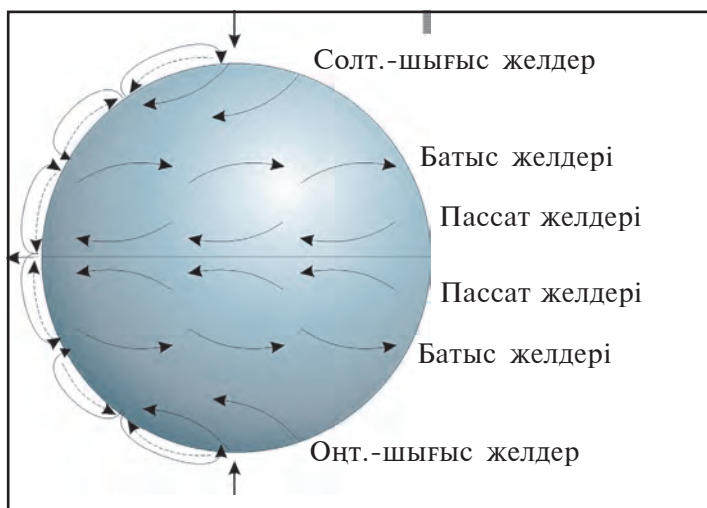 Солт.-шығыс желдер
Батыс желдері
Пассат желдері
Пассат желдері
Батыс желдері
Оңт.-шығыс желдер